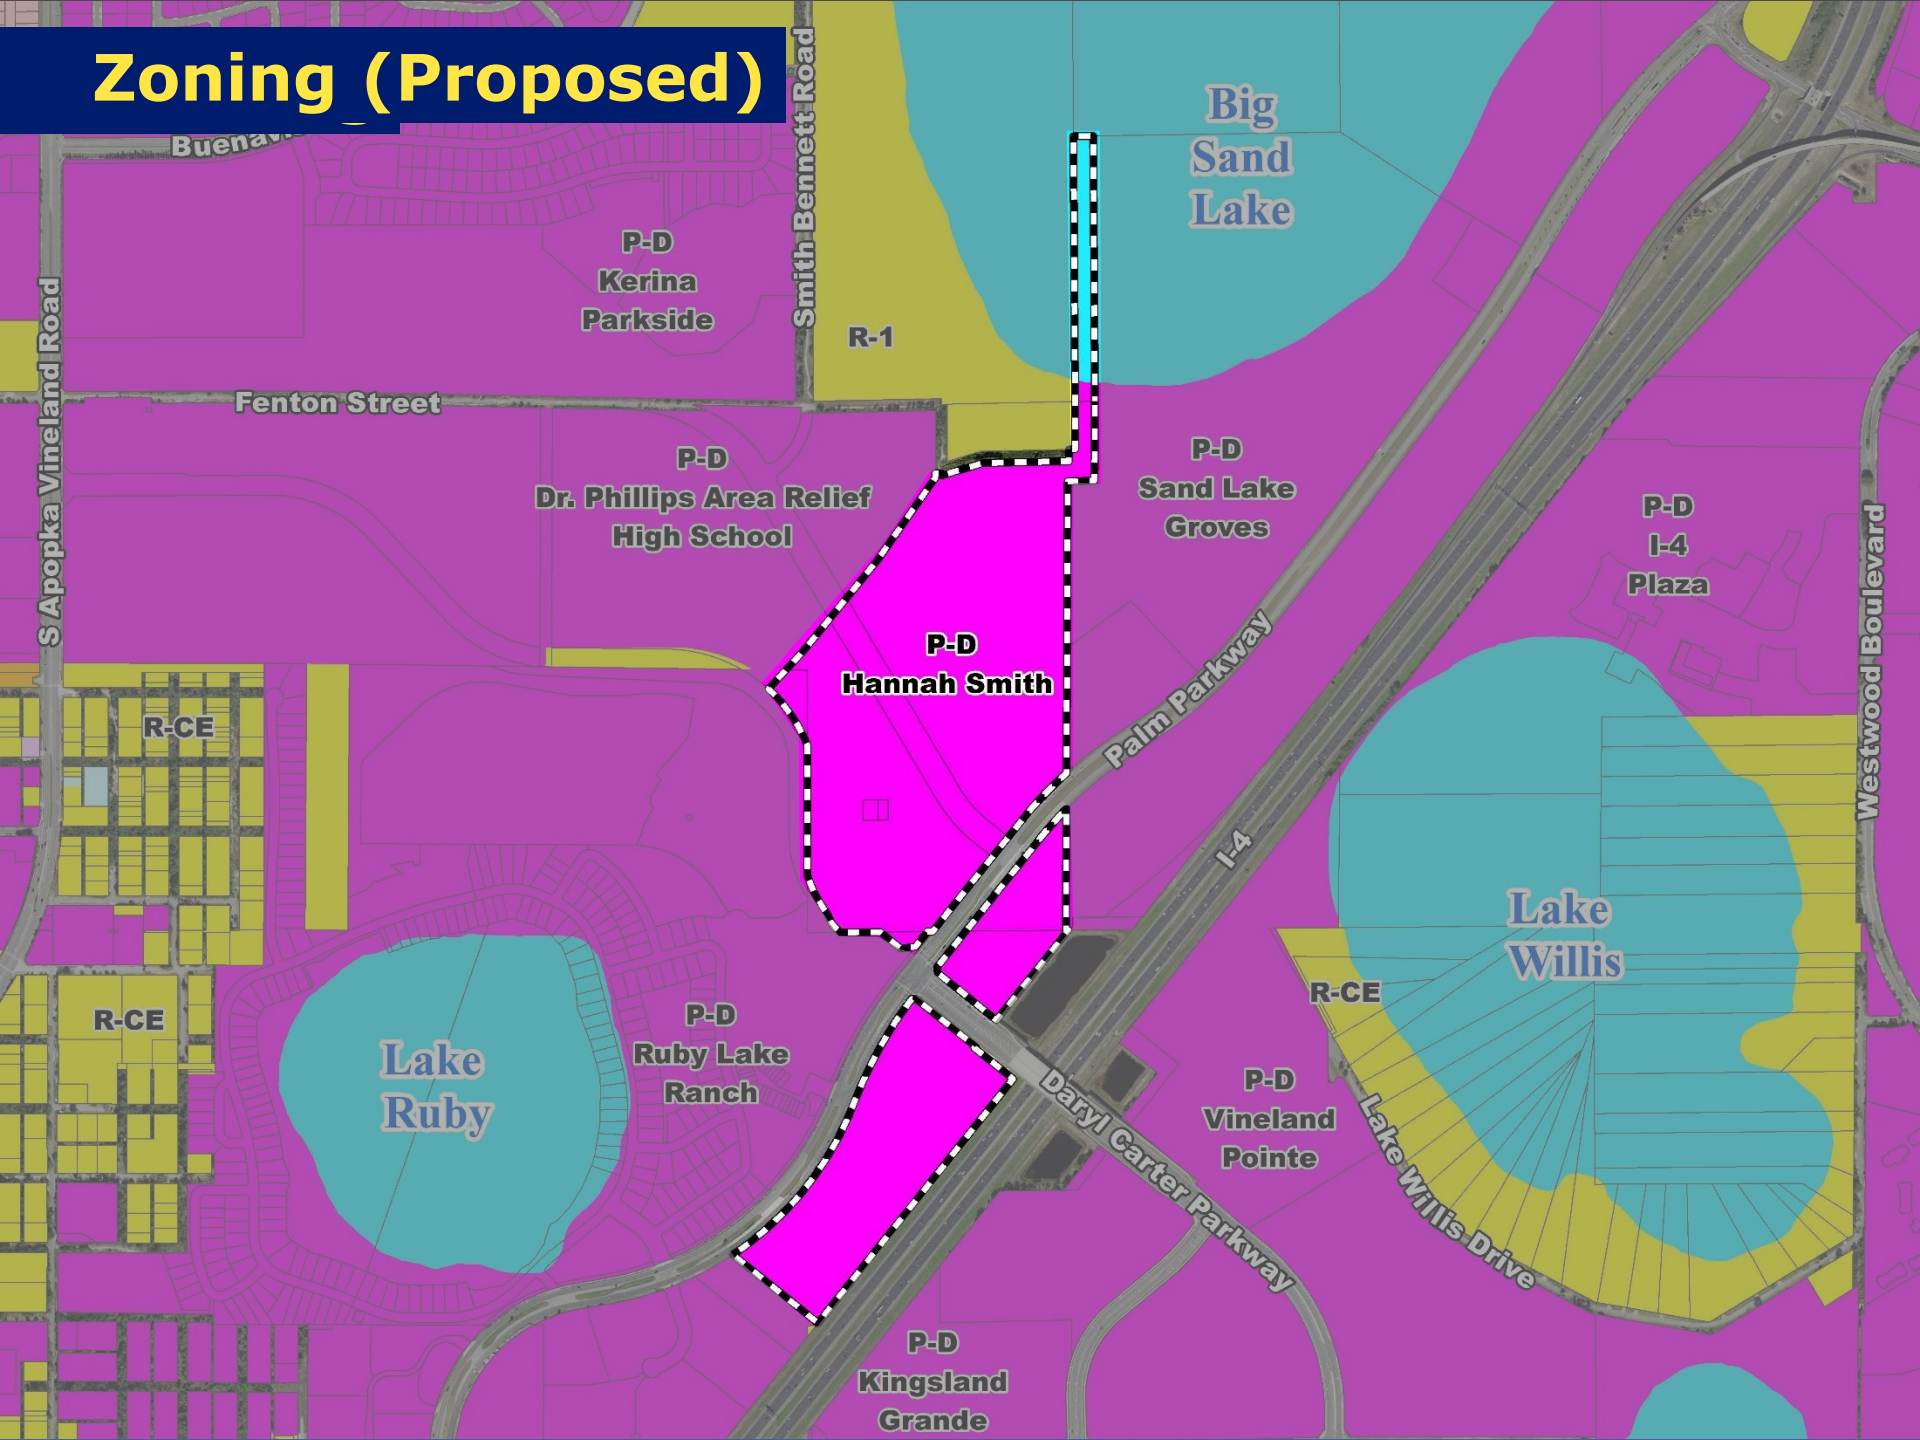 Zoning (Proposed)
Buenavi
Smith Bennett Road
Big
Sand
Lake
P-D
Kerina
Parkside
R-1
S Apopka Vineland Road
Fenton Street
P-D
Dr. Phillips Area Relief
High School
P-D
Sand Lake
Groves
P-D
I-4
Plaza
Westwood Boulevard
P-D
Hannah Smith
Palm Parkway
R-CE
I-4
Lake
Willis
R-CE
R-CE
P-D
Ruby Lake
Ranch
Lake
Ruby
P-D
Vineland
Pointe
Daryl Carter Parkway
Lake Willis Drive
P-D
Kingsland
Grande